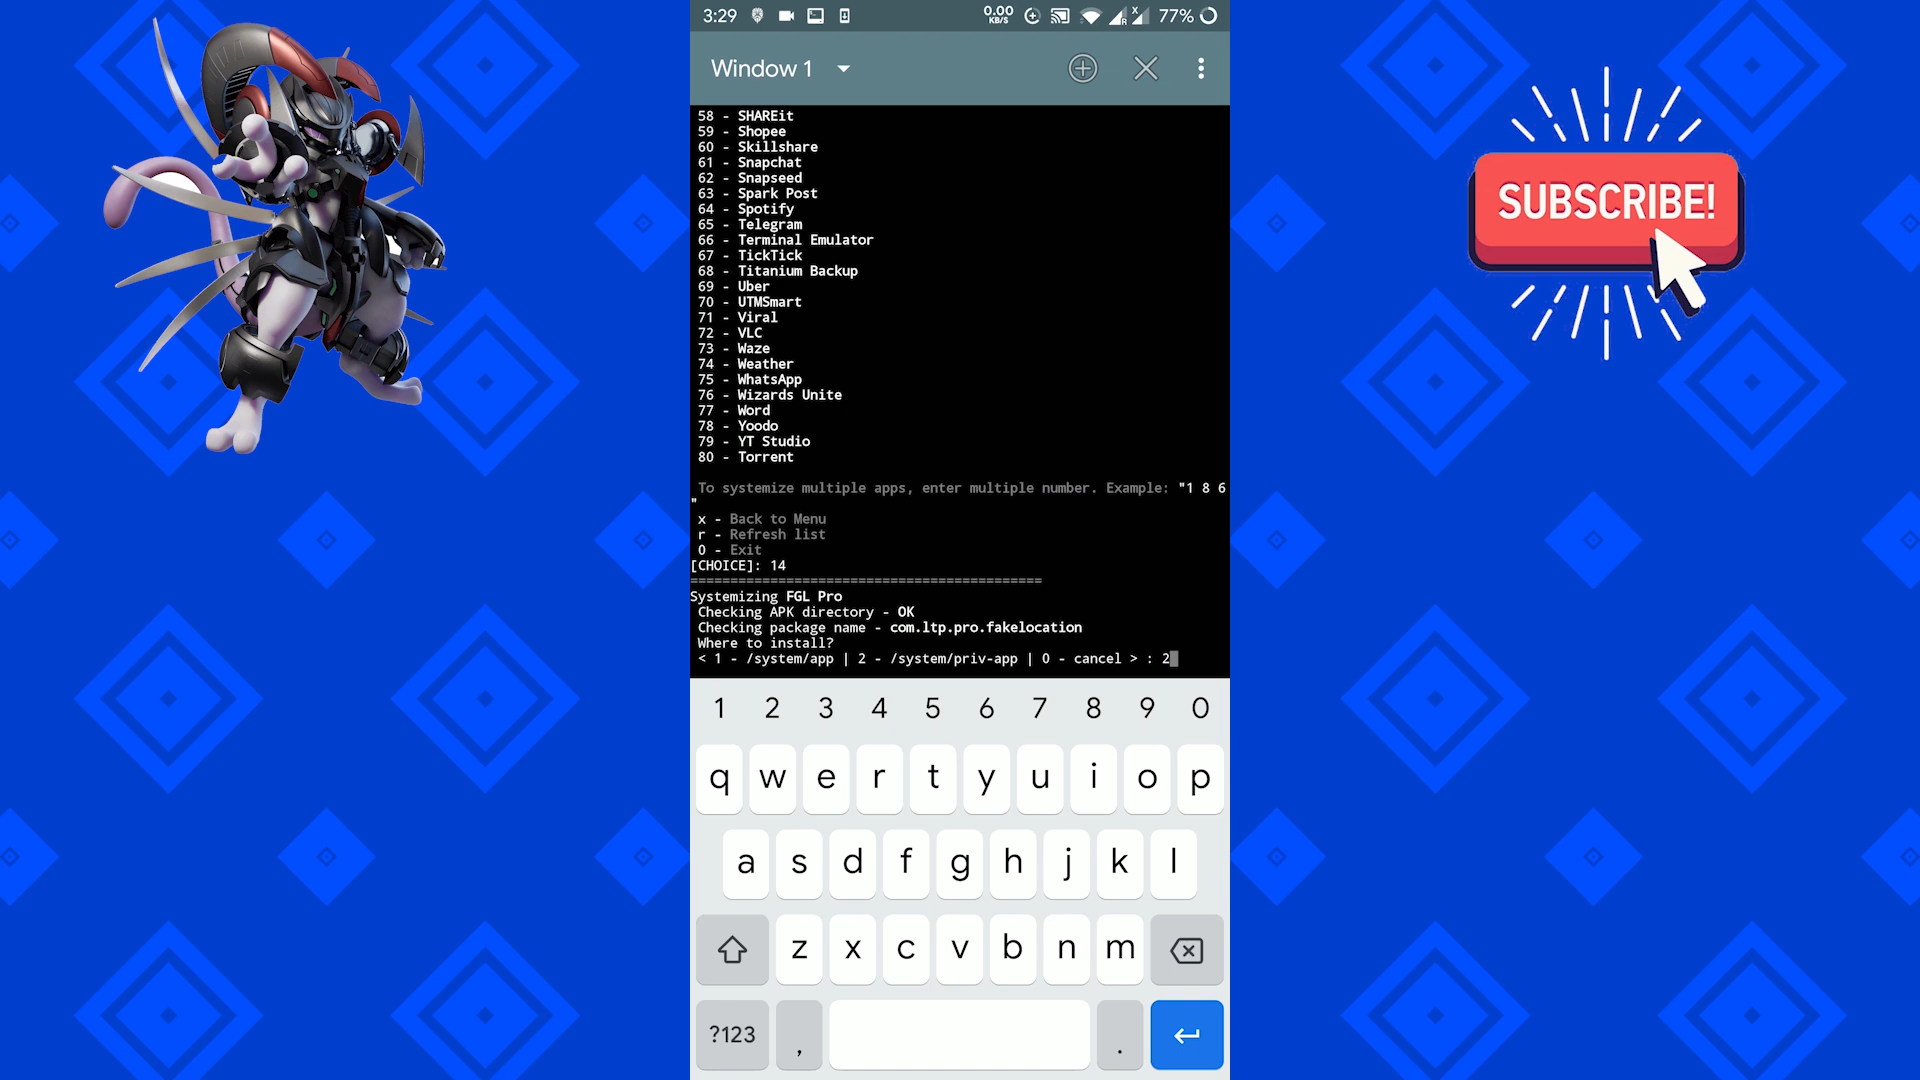 3:29
0.00
KB/S
R
X
77%
Window 1
58 - SHAREit
59 - Shopee
60 - Skillshare
61 - Snapchat
62 - Snapseed
63 - Spark Post
64 - Spotify
65 - Telegram
66 - Terminal Emulator
67 - TickTick
68 - Titanium Backup
69 - Uber
70 - UTMSmart
71 - Viral
72 - VLC
73 - Waze
74 - Weather
75 - WhatsApp
76 - Wizards Unite
77 - Word
78 - Yoodo
79 - YT Studio
80 - Torrent
To systemize multiple apps, enter multiple number. Example: "1 8 6
"
x - Back to Menu
r - Refresh list
0 - Exit
[CHOICE]: 14
============================================
Systemizing FGL Pro
Checking APK directory - OK
Checking package name - com.ltp.pro.fakelocation
Where to install?
< 1 - /system/app | 2 - /system/priv-app | 0 - cancel > : 2
1 2 3 4 5 6 7 8 9 0
q w e r t y u i o p
a s d f g h j k l
z x c v b n m
?123 , .
SUBSCRIBE!